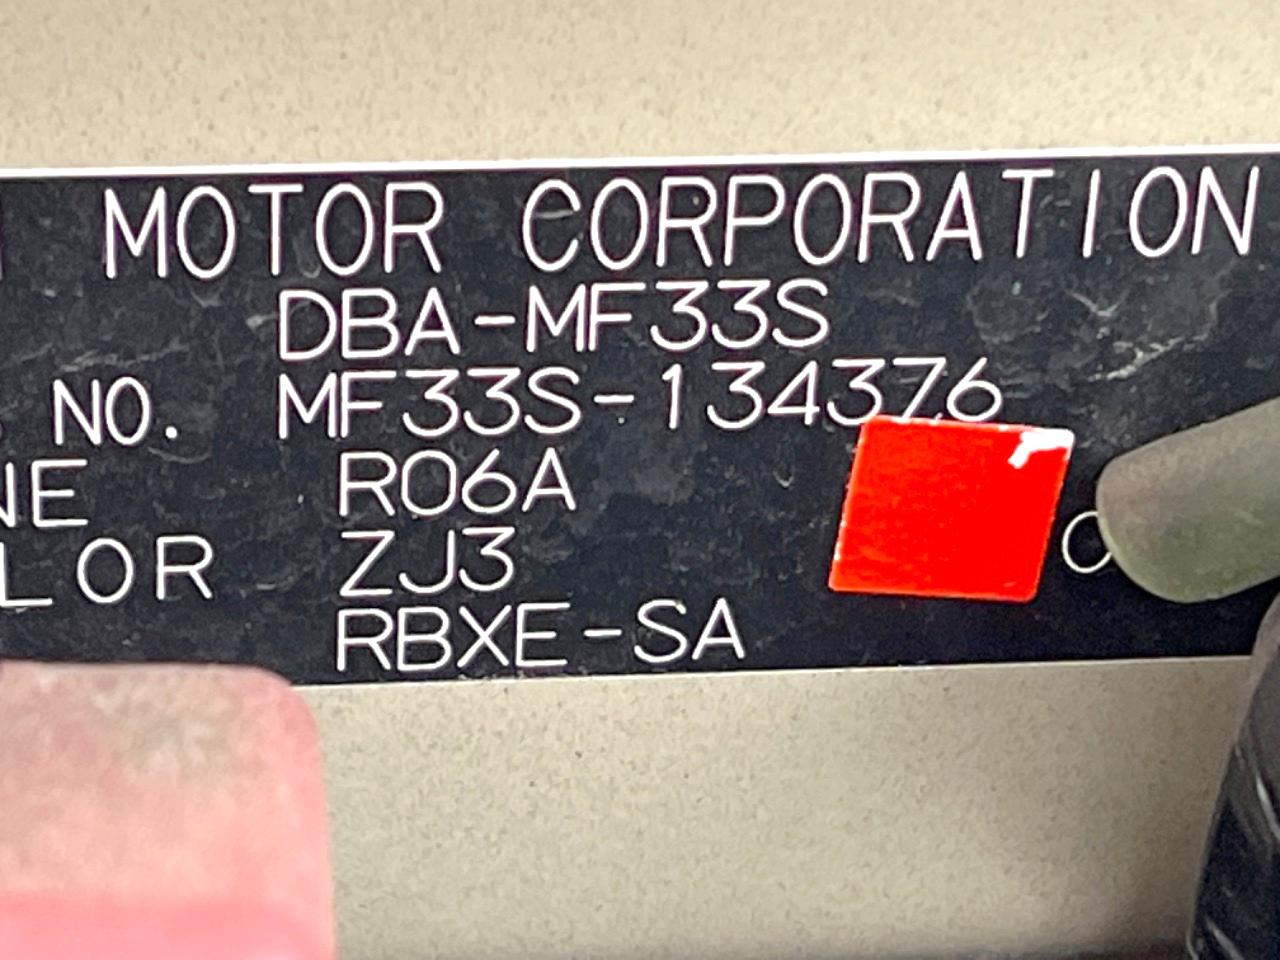 MOTOR CORPORATION
DBA-MF33S
NO. MF33S-134376
NE R06A
LOR ZJ3
RBXE-SA